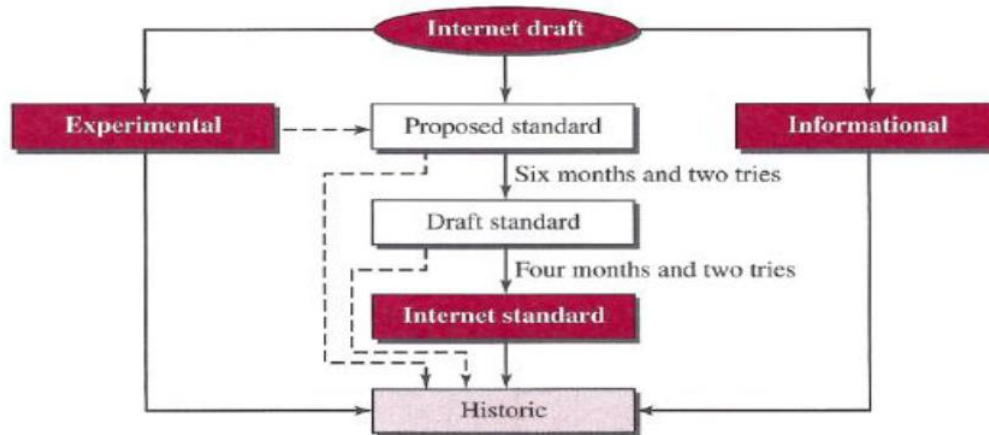 Internet draft
Experimental
Proposed standard
Informational
Six months and two tries
Draft standard
Four months and two tries
Internet standard
Historic